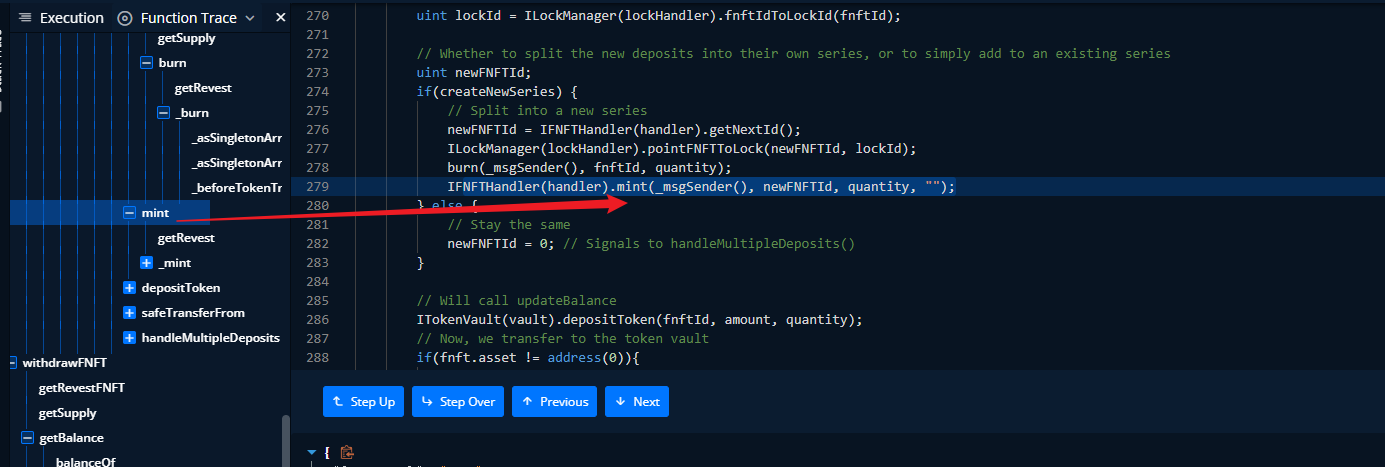 Execution
Function Trace
getSupply
burn
getRevest
_burn
_asSingletonArr
_asSingletonArr
_beforeTokenTr
mint
getRevest
_mint
depositToken
safeTransferFrom
handleMultipleDeposits
withdrawFNFT
getRevestFNFT
getSupply
getBalance
balanceOf
270 uint lockId = ILockManager(lockHandler).fnftIdToLockId(fnftId);
271
272 // Whether to split the new deposits into their own series, or to simply add to an existing series
273 uint newFNFTId;
274 if(createNewSeries) {
275 // Split into a new series
276 newFNFTId = IFNFTHandler(handler).getNextId();
277 ILockManager(lockHandler).pointFNFTToLock(newFNFTId, lockId);
278 burn(_msgSender(), fnftId, quantity);
279 IFNFTHandler(handler).mint(_msgSender(), newFNFTId, quantity, "");
280 } else {
281 // Stay the same
282 newFNFTId = 0; // Signals to handleMultipleDeposits()
283 }
284
285 // Will call updateBalance
286 ITokenVault(vault).depositToken(fnftId, amount, quantity);
287 // Now, we transfer to the token vault
288 if(fnft.asset != address(0)){
Step Up
Step Over
Previous
Next
{